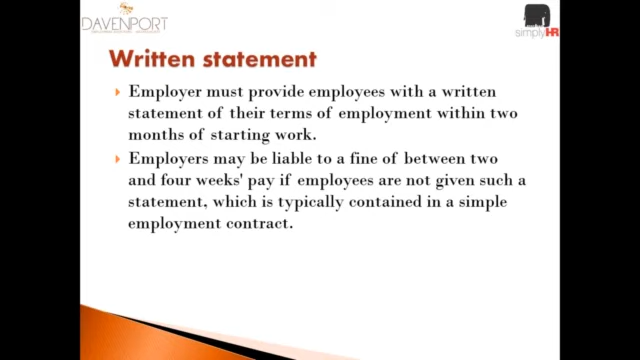 DAVENPORT
simplyHR
Written statement
Employer must provide employees with a written
statement of their terms of employment within two
months of starting work.
Employers may be liable to a fine of between two
and four weeks' pay if employees are not given such a
statement, which is typically contained in a simple
employment contract.